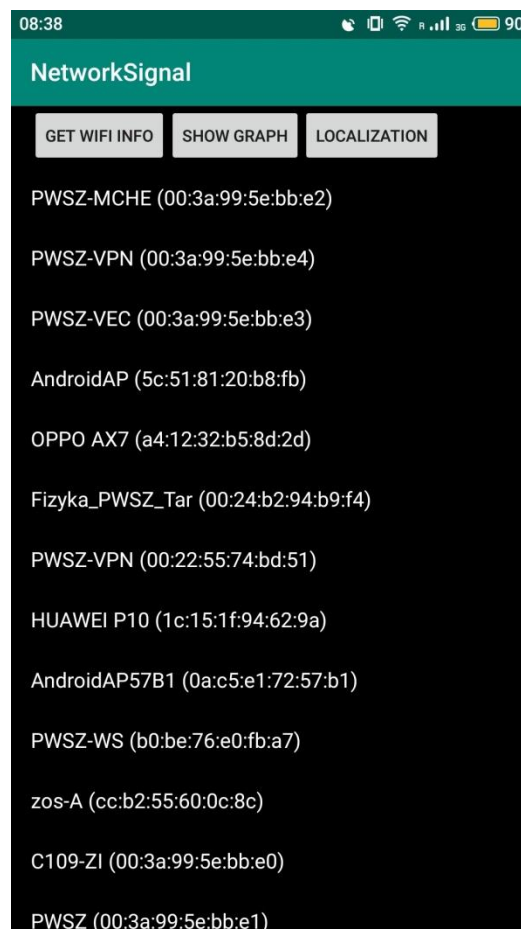 08:38 R 3G 90
NetworkSignal
GET WIFI INFO SHOW GRAPH LOCALIZATION
PWSZ-MCHE (00:3a:99:5e:bb:e2)
PWSZ-VPN (00:3a:99:5e:bb:e4)
PWSZ-VEC (00:3a:99:5e:bb:e3)
AndroidAP (5c:51:81:20:b8:fb)
OPPO AX7 (a4:12:32:b5:8d:2d)
Fizyka_PWSZ_Tar (00:24:b2:94:b9:f4)
PWSZ-VPN (00:22:55:74:bd:51)
HUAWEI P10 (1c:15:1f:94:62:9a)
AndroidAP57B1 (0a:c5:e1:72:57:b1)
PWSZ-WS (b0:be:76:e0:fb:a7)
zos-A (cc:b2:55:60:0c:8c)
C109-ZI (00:3a:99:5e:bb:e0)
PWSZ (00:3a:99:5e:bb:e1)